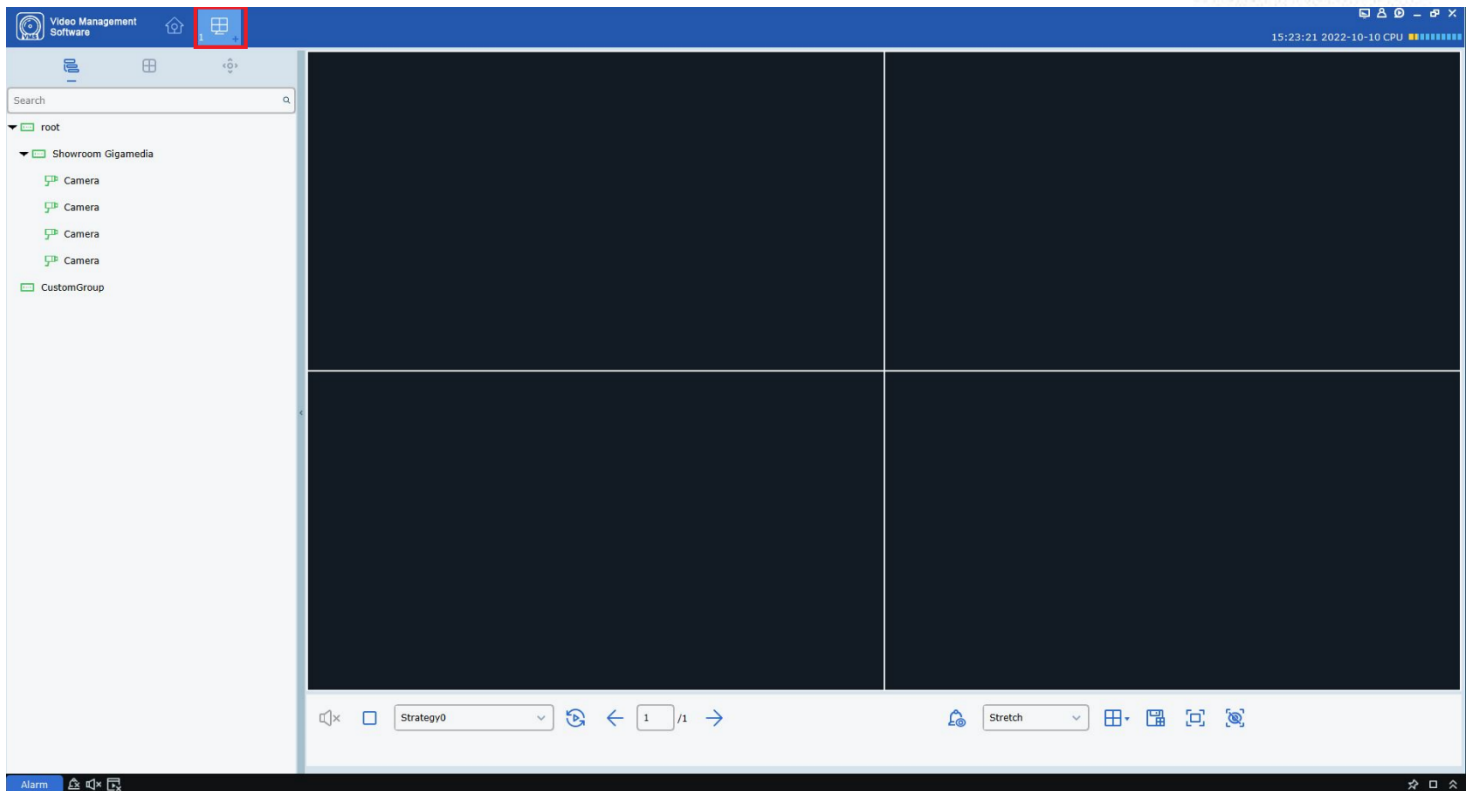 Video Management
Software
VMS
1
15:23:21 2022-10-10 CPU
Search
root
Showroom Gigamedia
Camera
Camera
Camera
Camera
CustomGroup
Strategy0
1 /1
Stretch
Alarm